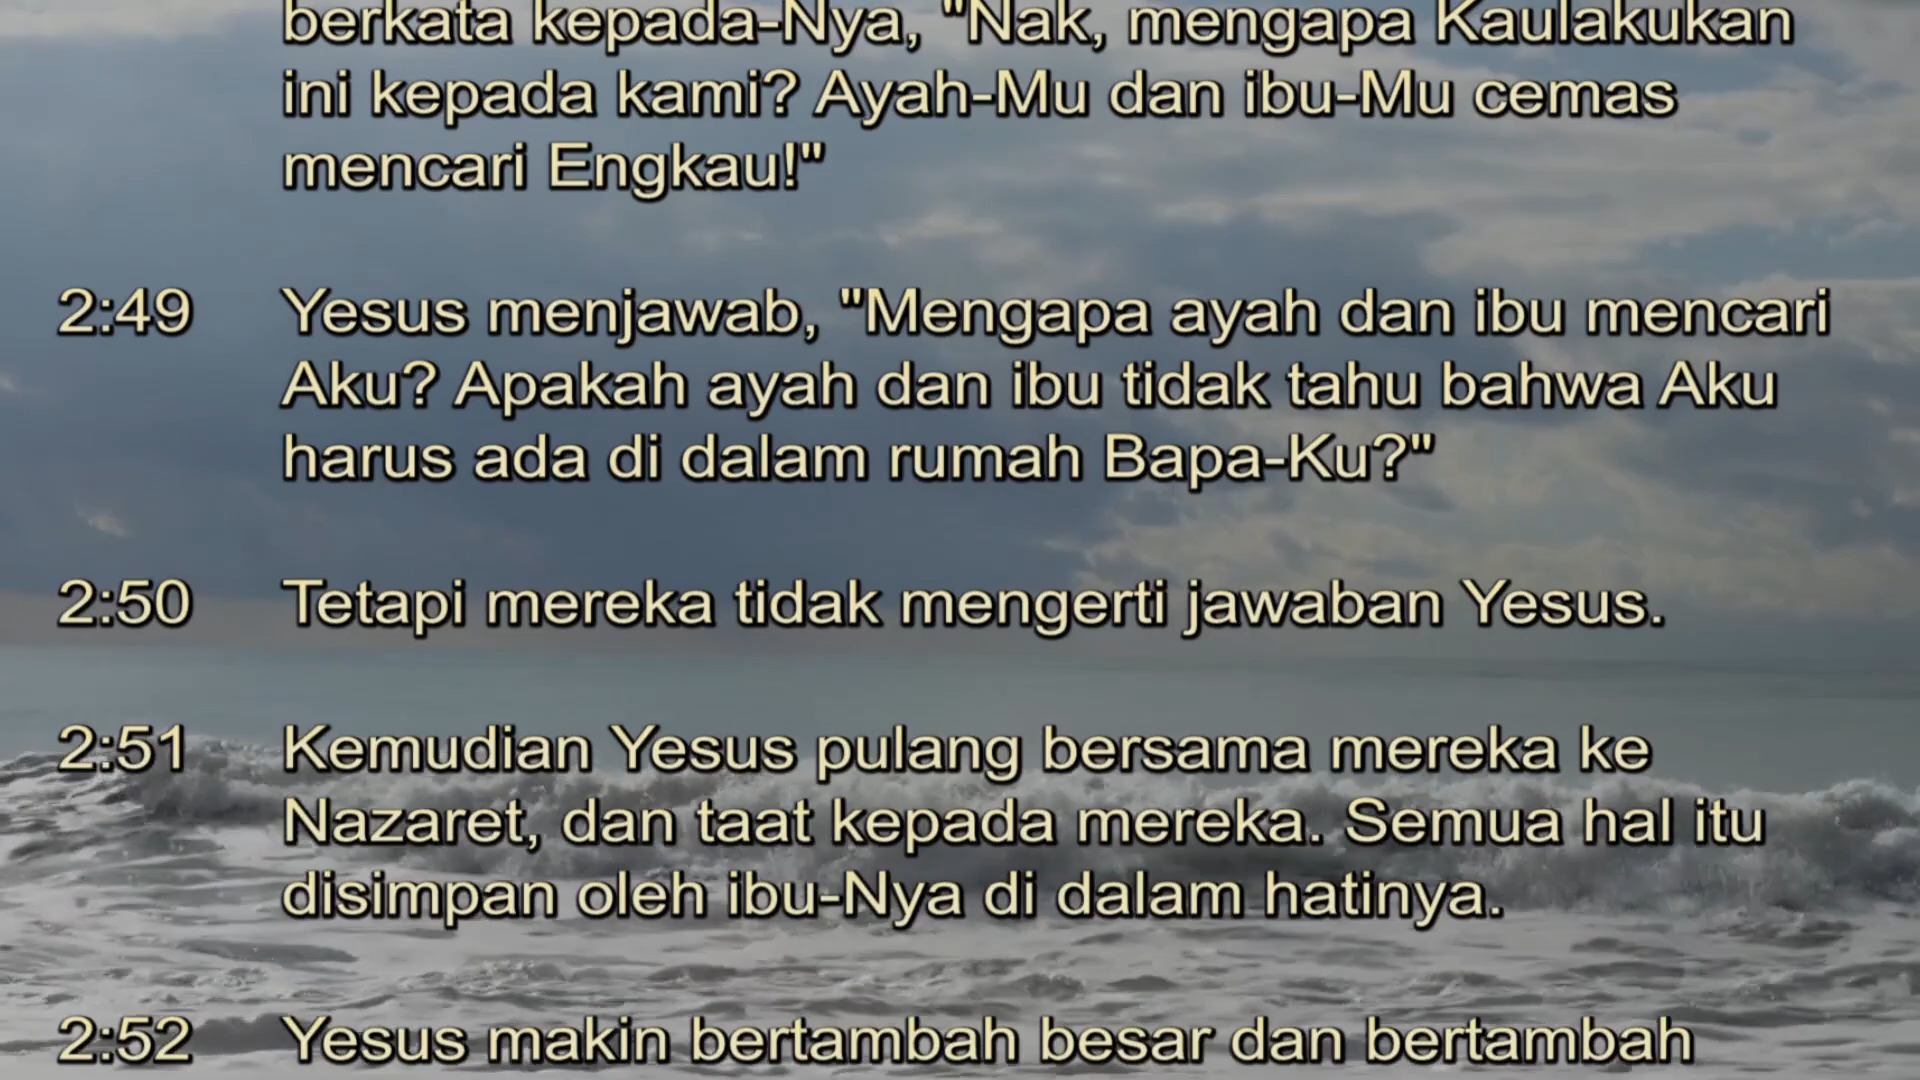 berkata kepada-Nya, "Nak, mengapa Kaulakukan
ini kepada kami? Ayah-Mu dan ibu-Mu cemas
mencari Engkau!"
2:49 Yesus menjawab, "Mengapa ayah dan ibu mencari
Aku? Apakah ayah dan ibu tidak tahu bahwa Aku
harus ada di dalam rumah Bapa-Ku?"
2:50 Tetapi mereka tidak mengerti jawaban Yesus.
2:51 Kemudian Yesus pulang bersama mereka ke
Nazaret, dan taat kepada mereka. Semua hal itu
disimpan oleh ibu-Nya di dalam hatinya.
2:52 Yesus makin bertambah besar dan bertambah